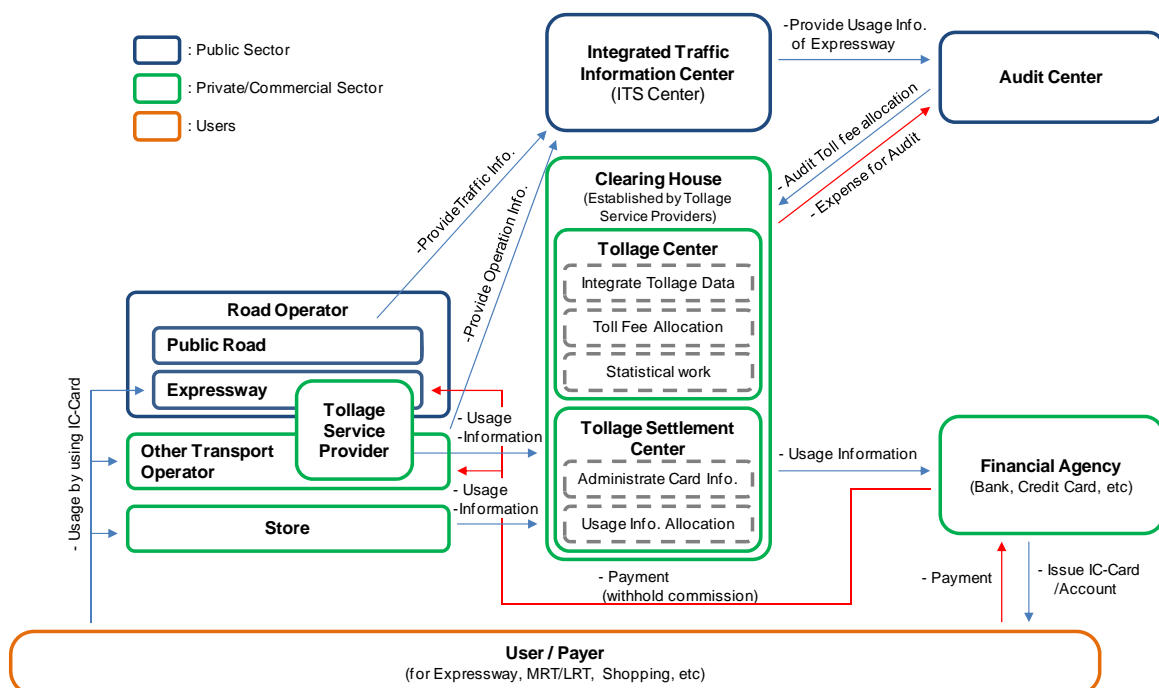 : Public Sector
: Private/Commercial Sector
: Users
Integrated Traffic
Information Center
(ITS Center)
-Provide Usage Info.
of Expressway
Audit Center
- Audit Toll fee allocation
- Expense for Audit
-ProvideTraffic Info.
-Provide Operation Info.
Clearing House
(Established by Tollage
Service Providers)
Tollage Center
Integrate Tollage Data
Toll Fee Allocation
Statistical work
Road Operator
Public Road
Expressway
Tollage
Service
Provider
Other Transport
Operator
Store
- Usage by using IC-Card
- Usage
-Information
- Usage
-Information
Tollage Settlement
Center
Administrate Card Info.
Usage Info. Allocation
- Usage Information
Financial Agency
(Bank, Credit Card, etc)
- Payment
(withhold commission)
- Payment
- Issue IC-Card
/Account
User / Payer
(for Expressway, MRT/LRT, Shopping, etc)